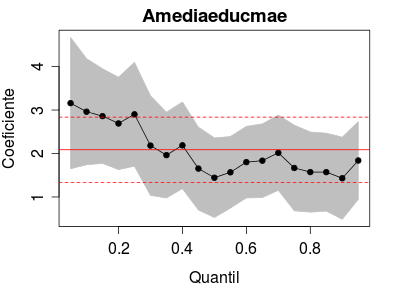 Amediaeducmae
Coeficiente
4
3
2
1
0.2 0.4 0.6 0.8
Quantil